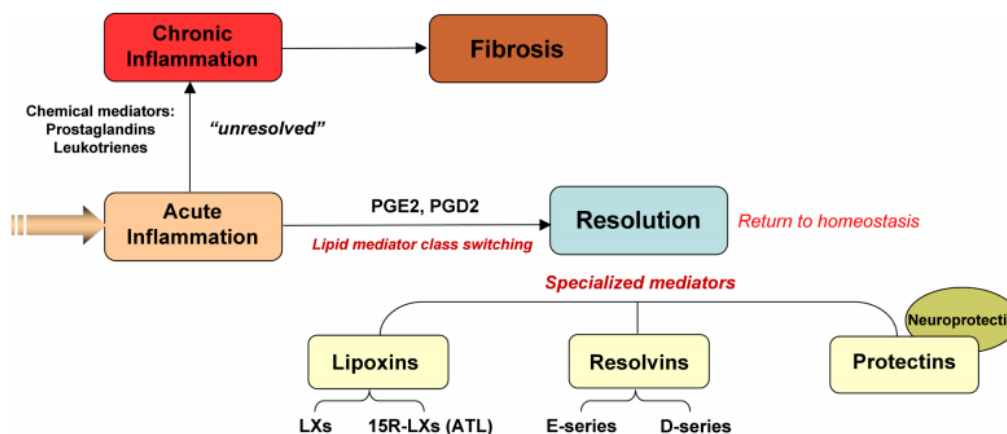 Chronic
Inflammation
Fibrosis
Chemical mediators:
Prostaglandins
Leukotrienes
“unresolved”
Acute
Inflammation
PGE2, PGD2
Lipid mediator class switching
Resolution
Return to homeostasis
Specialized mediators
Neuroprotecti
Lipoxins
Resolvins
Protectins
LXs
15R-LXs (ATL)
E-series
D-series